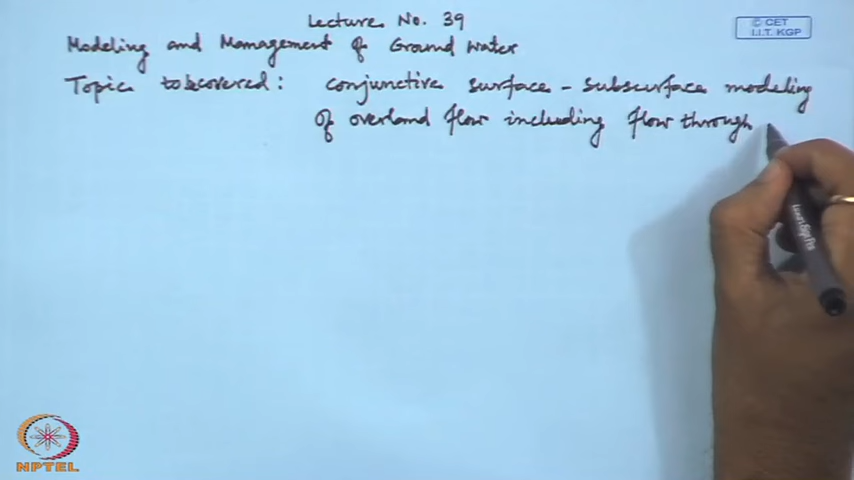 Lecture No. 39
© CET
I.I.T. KGP
Modeling and Management of Ground Water
Topic to be covered : conjunctive surface - subsurface modeling
of overland flow including flow through
NPTEL